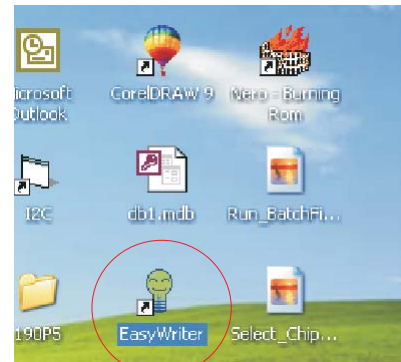 icrosoft
Outlook
CorelDRAW 9
Nero - Burning
Rom
I2C
db1.mdb
Run_BatchFi...
190P5
EasyWriter
Select_Chip...